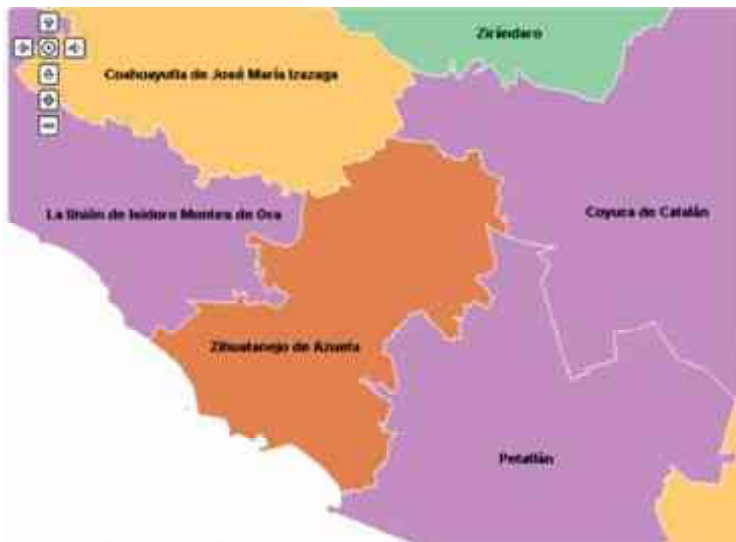 Zirándaro
Coahuayutla de José María Izazaga
La Unión de Isidoro Montes de Oca
Coyuca de Catalán
Zihuatanejo de Azueta
Petatlán